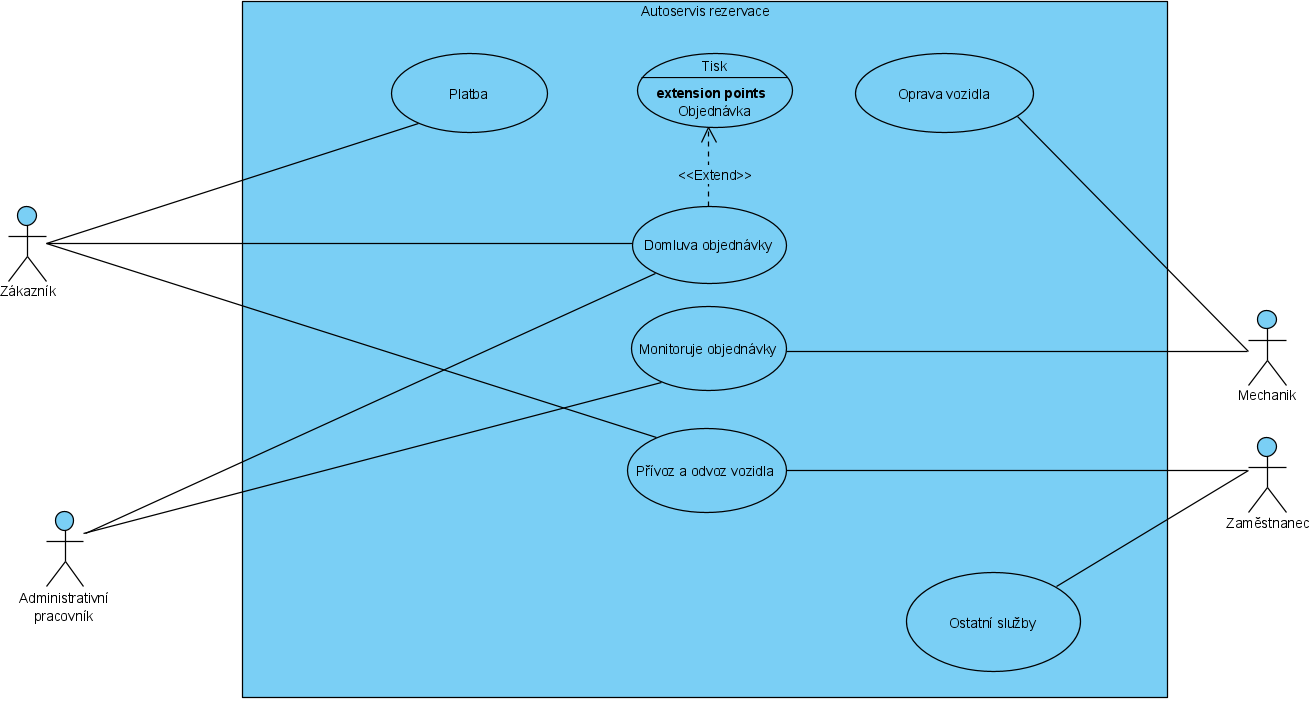 Autoservis rezervace
Platba
Tisk
extension points
Objednávka
Oprava vozidla
<<Extend>>
Domluva objednávky
Zákazník
Monitoruje objednávky
Mechanik
Přívoz a odvoz vozidla
Zaměstnanec
Administrativní
pracovník
Ostatní služby